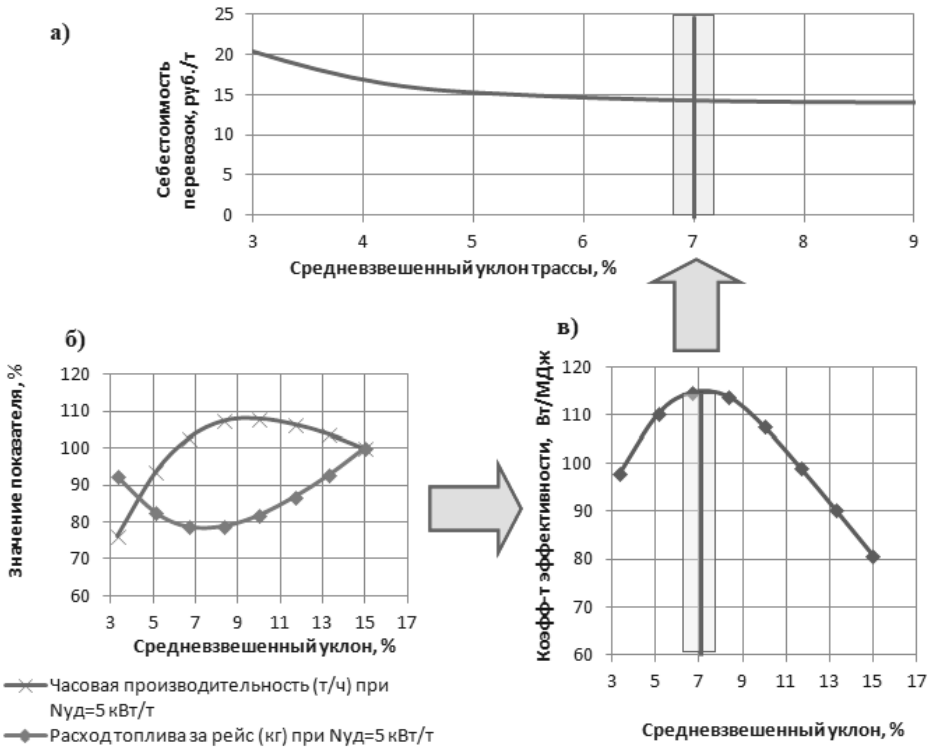 а)
Себестоимость
перевозок, руб./т
25
20
15
10
5
0
3 4 5 6 7 8 9
Средневзвешенный уклон трассы, %
б)
Значение показателя, %
120
110
100
90
80
70
60
3 5 7 9 11 13 15 17
Средневзвешенный уклон, %
Часовая производительность (т/ч) при
Nуд=5 кВт/т
Расход топлива за рейс (кг) при Nуд=5 кВт/т
в)
Коэфф-т эффективности, Вт/МДж
120
110
100
90
80
70
60
3 5 7 9 11 13 15 17
Средневзвешенный уклон, %